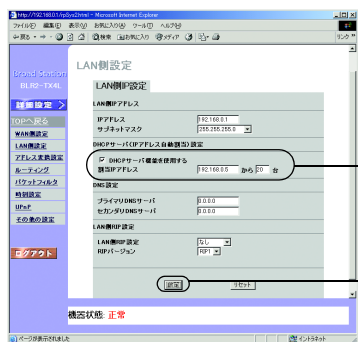 http://192.168.0.1/rpSys2html - Microsoft Internet Explorer
ファイル(F) 編集(E) 表示(V) お気に入り(A) ツール(T) ヘルプ(H)
戻る
検索 お気に入り メディア
リンク
LAN側設定
Broad Station
BLR2-TX4L
詳細設定 >
TOPへ戻る
WAN側設定
LAN側設定
アドレス変換設定
ルーティング
パケットフィルタ
時刻設定
UPnP
その他の設定
ログアウト
LAN側IP設定
LAN側IPアドレス
IPアドレス 192.168.0.1
サブネットマスク 255.255.255.0
DHCPサーバ(IPアドレス自動割当)設定
DHCPサーバ機能を使用する
割当IPアドレス 192.168.0.5 から 20 台
DNS設定
プライマリDNSサーバ 0.0.0.0
セカンダリDNSサーバ 0.0.0.0
LAN側RIP設定
LAN側RIP設定 なし
RIPバージョン RIP1
設定 リセット
機器状態: 正常
ページが表示されました
イントラネット